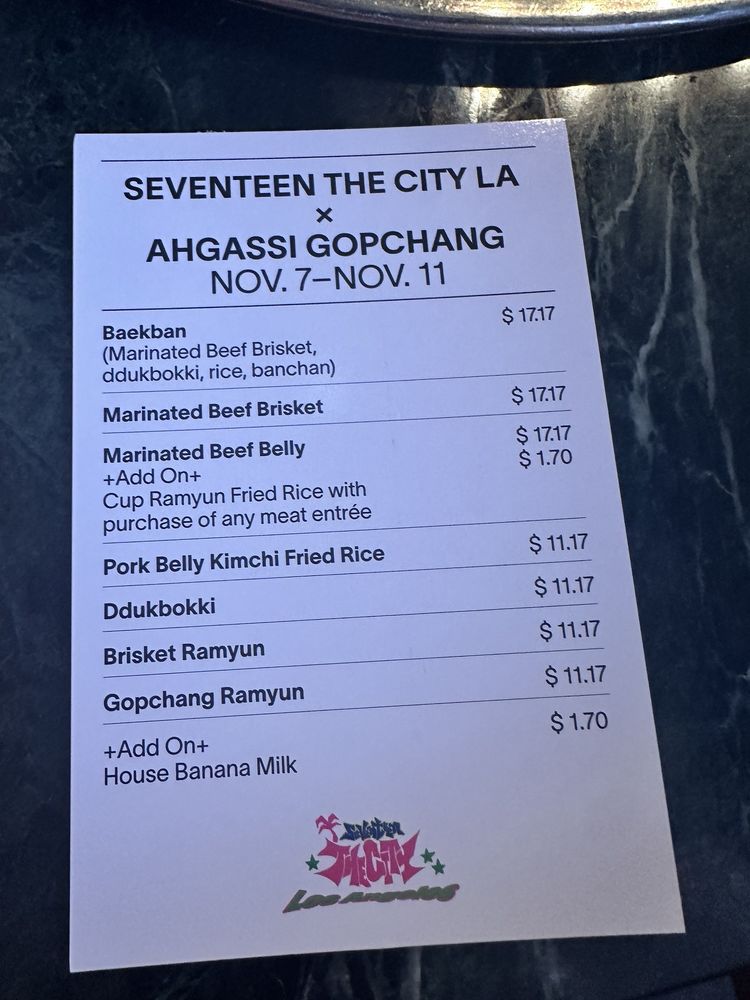 SEVENTEEN THE CITY LA
×
AHGASSI GOPCHANG
NOV. 7–NOV. 11
Baekban $ 17.17
(Marinated Beef Brisket,
ddukbokki, rice, banchan)
Marinated Beef Brisket $ 17.17
Marinated Beef Belly $ 17.17
+Add On+ $ 1.70
Cup Ramyun Fried Rice with
purchase of any meat entrée
Pork Belly Kimchi Fried Rice $ 11.17
Ddukbokki $ 11.17
Brisket Ramyun $ 11.17
Gopchang Ramyun $ 11.17
+Add On+ $ 1.70
House Banana Milk
Seventeen
THE CITY
Los Angeles